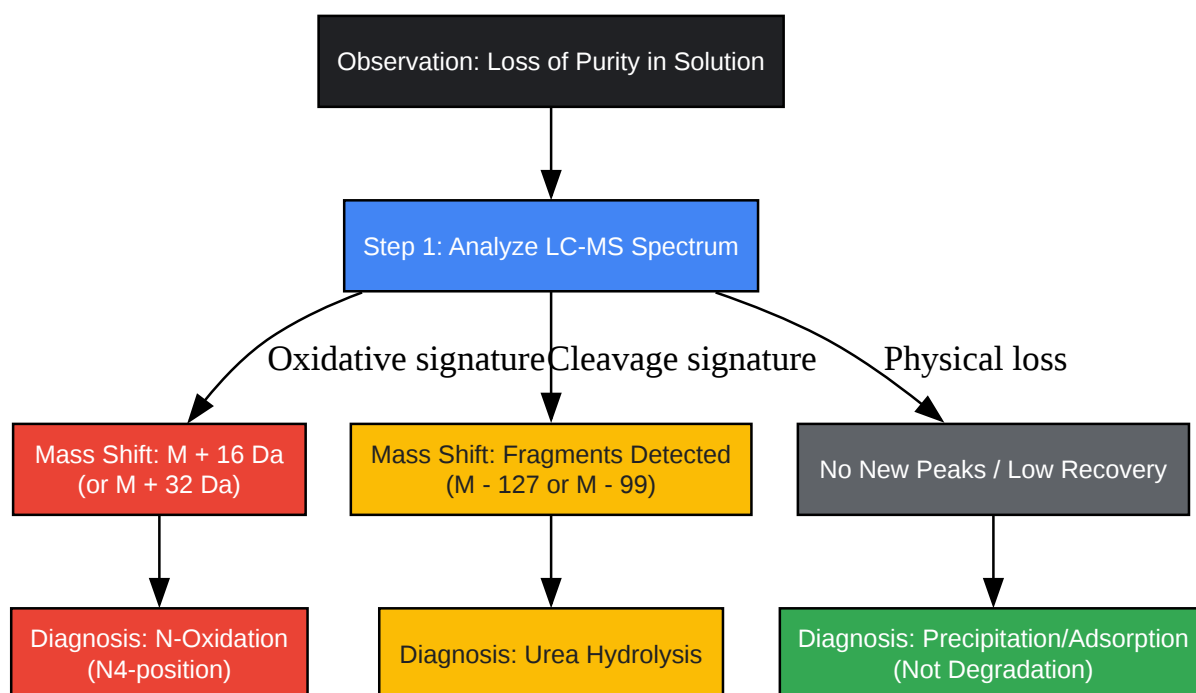 Observation: Loss of Purity in Solution
Step 1: Analyze LC-MS Spectrum
Oxidative signature
Cleavage signature
Physical loss
Mass Shift: M + 16 Da
(or M + 32 Da)
Mass Shift: Fragments Detected
(M - 127 or M - 99)
No New Peaks / Low Recovery
Diagnosis: N-Oxidation
(N4-position)
Diagnosis: Urea Hydrolysis
Diagnosis: Precipitation/Adsorption
(Not Degradation)